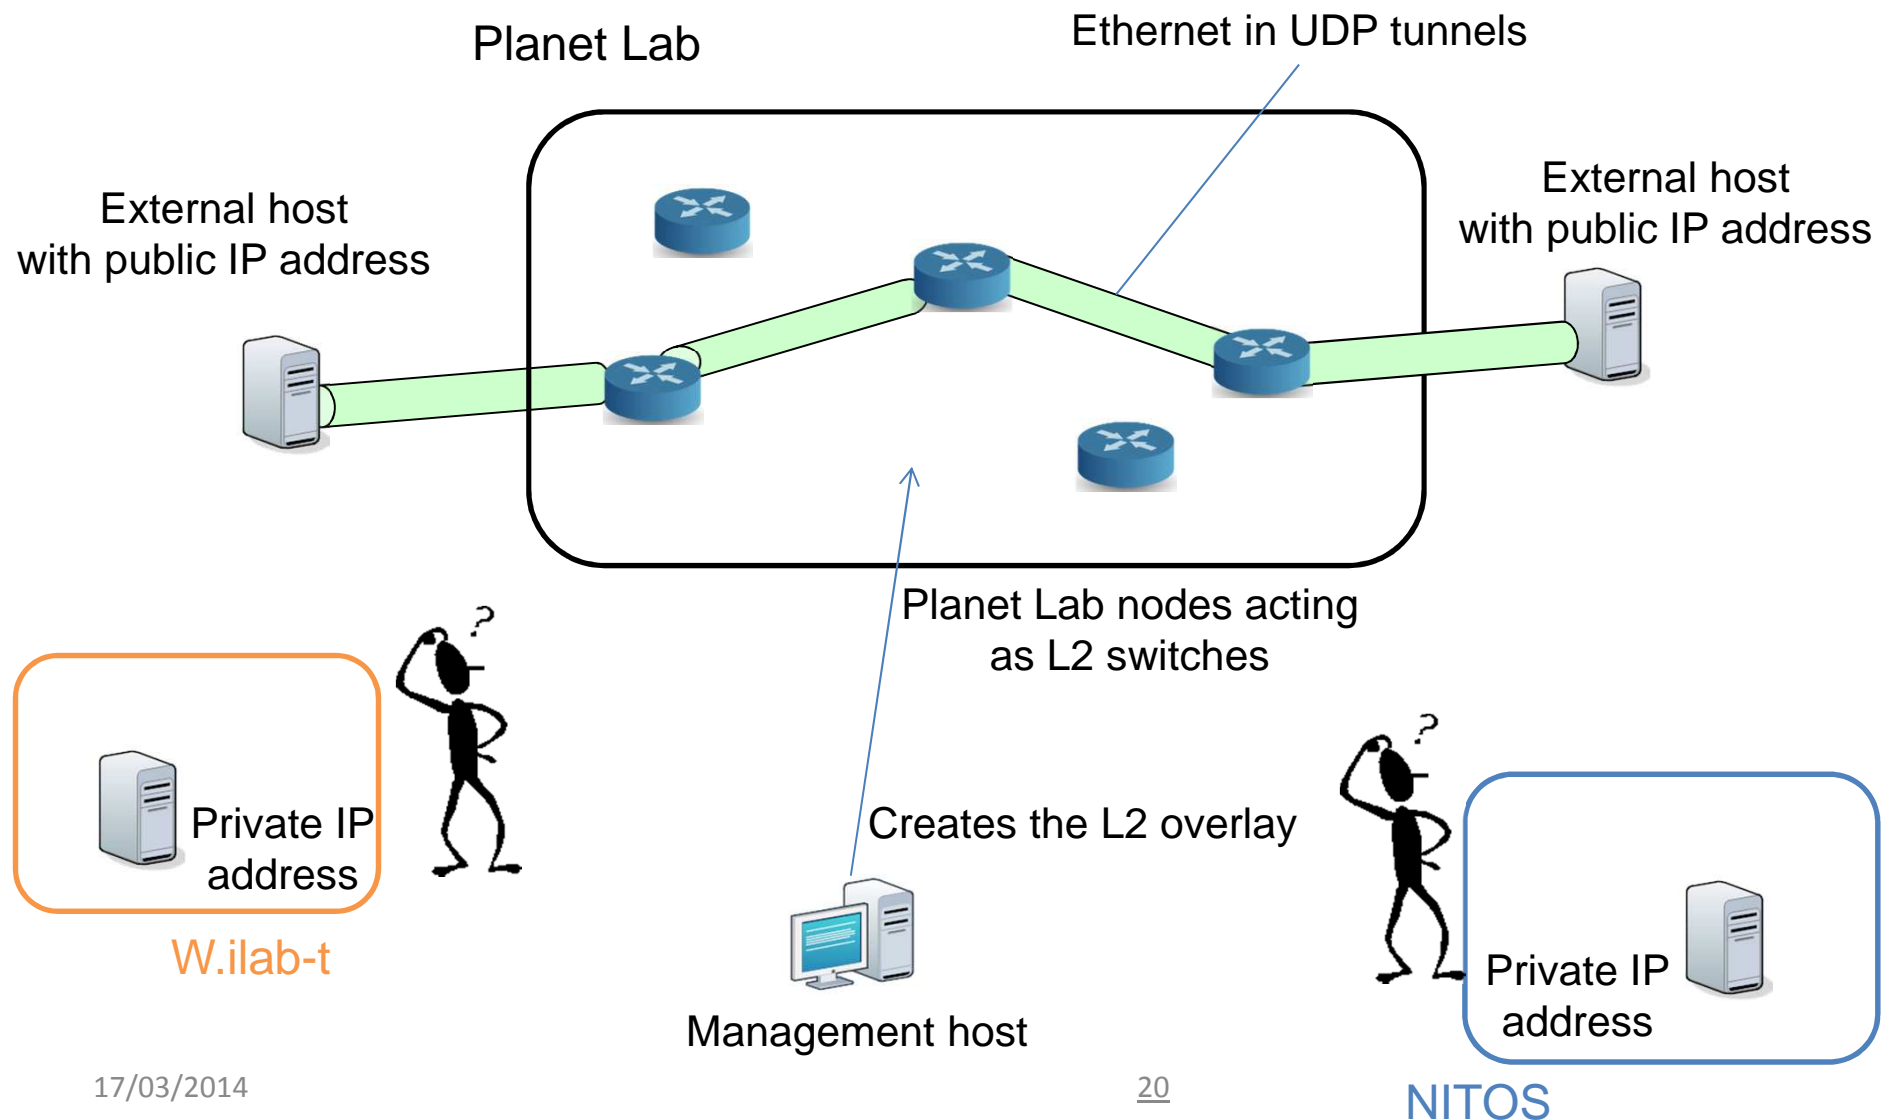 Planet Lab
Ethernet in UDP tunnels
External host
with public IP address
External host
with public IP address
Planet Lab nodes acting
as L2 switches
?
?
Private IP
address
Creates the L2 overlay
W.ilab-t
Private IP
address
Management host
17/03/2014
20
NITOS